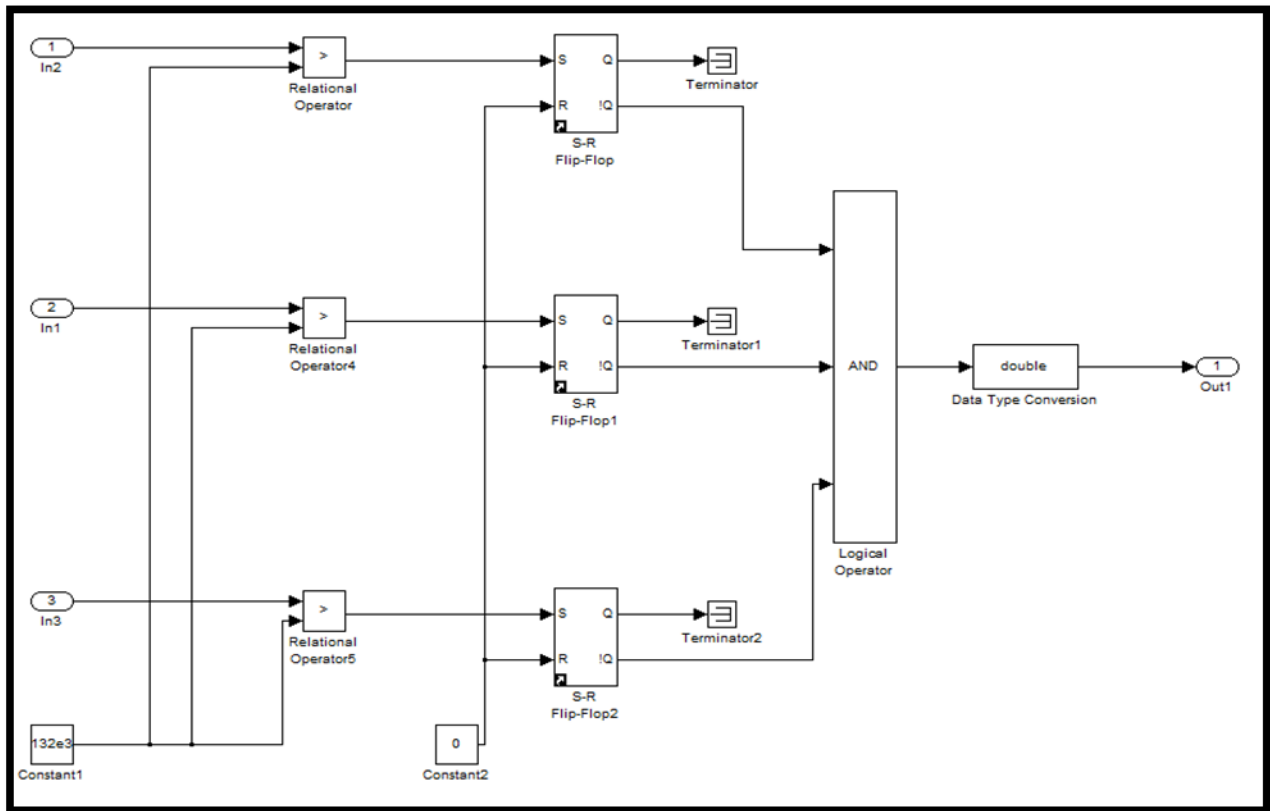 1
In2
>
Relational
Operator
S
Q
R
!Q
S-R
Flip-Flop
Terminator
2
In1
>
Relational
Operator4
S
Q
R
!Q
S-R
Flip-Flop1
Terminator1
AND
Logical
Operator
double
Data Type Conversion
1
Out1
3
In3
>
Relational
Operator5
S
Q
R
!Q
S-R
Flip-Flop2
Terminator2
132e3
Constant1
0
Constant2